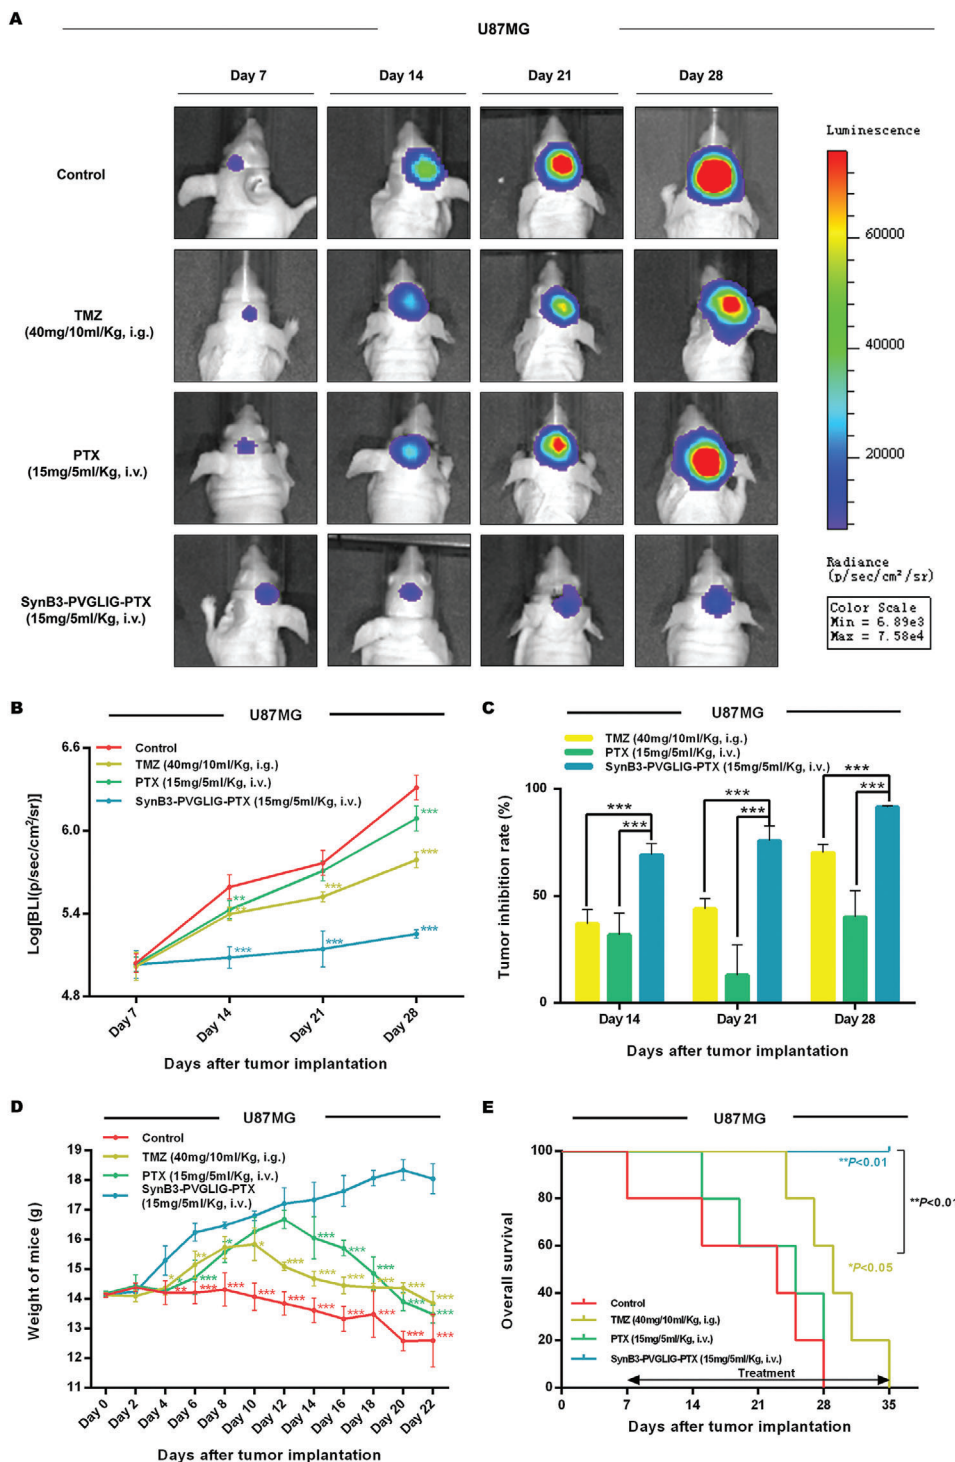 A
U87MG
Day 7 Day 14 Day 21 Day 28
Control
TMZ
(40mg/10ml/Kg, i.g.)
PTX
(15mg/5ml/Kg, i.v.)
SynB3-PVGLIG-PTX
(15mg/5ml/Kg, i.v.)
Luminescence
60000
40000
20000
Radiance
(p/sec/cm²/sr)
Color Scale
Min = 6.89e3
Max = 7.58e4
B
U87MG
Control
TMZ (40mg/10ml/Kg, i.g.)
PTX (15mg/5ml/Kg, i.v.)
SynB3-PVGLIG-PTX (15mg/5ml/Kg, i.v.)
Log[BLI(p/sec/cm²/sr)]
6.6
6.0
5.4
4.8
***
***
***
**
**
***
***
***
Day 7 Day 14 Day 21 Day 28
Days after tumor implantation
C
U87MG
TMZ (40mg/10ml/Kg, i.g.)
PTX (15mg/5ml/Kg, i.v.)
SynB3-PVGLIG-PTX (15mg/5ml/Kg, i.v.)
Tumor inhibition rate (%)
100
50
0
*** *** ***
*** *** ***
Day 14 Day 21 Day 28
Days after tumor implantation
D
U87MG
Control
TMZ (40mg/10ml/Kg, i.g.)
PTX (15mg/5ml/Kg, i.v.)
SynB3-PVGLIG-PTX
(15mg/5ml/Kg, i.v.)
Weight of mice (g)
19
18
17
16
15
14
13
12
11
Day 0 Day 2 Day 4 Day 6 Day 8 Day 10 Day 12 Day 14 Day 16 Day 18 Day 20 Day 22
Days after tumor implantation
E
U87MG
Overall survival
100
80
60
40
20
0
**P<0.01
**P<0.01
*P<0.05
Control
TMZ (40mg/10ml/Kg, i.g.)
PTX (15mg/5ml/Kg, i.v.)
SynB3-PVGLIG-PTX (15mg/5ml/Kg, i.v.)
Treatment
0 7 14 21 28 35
Days after tumor implantation